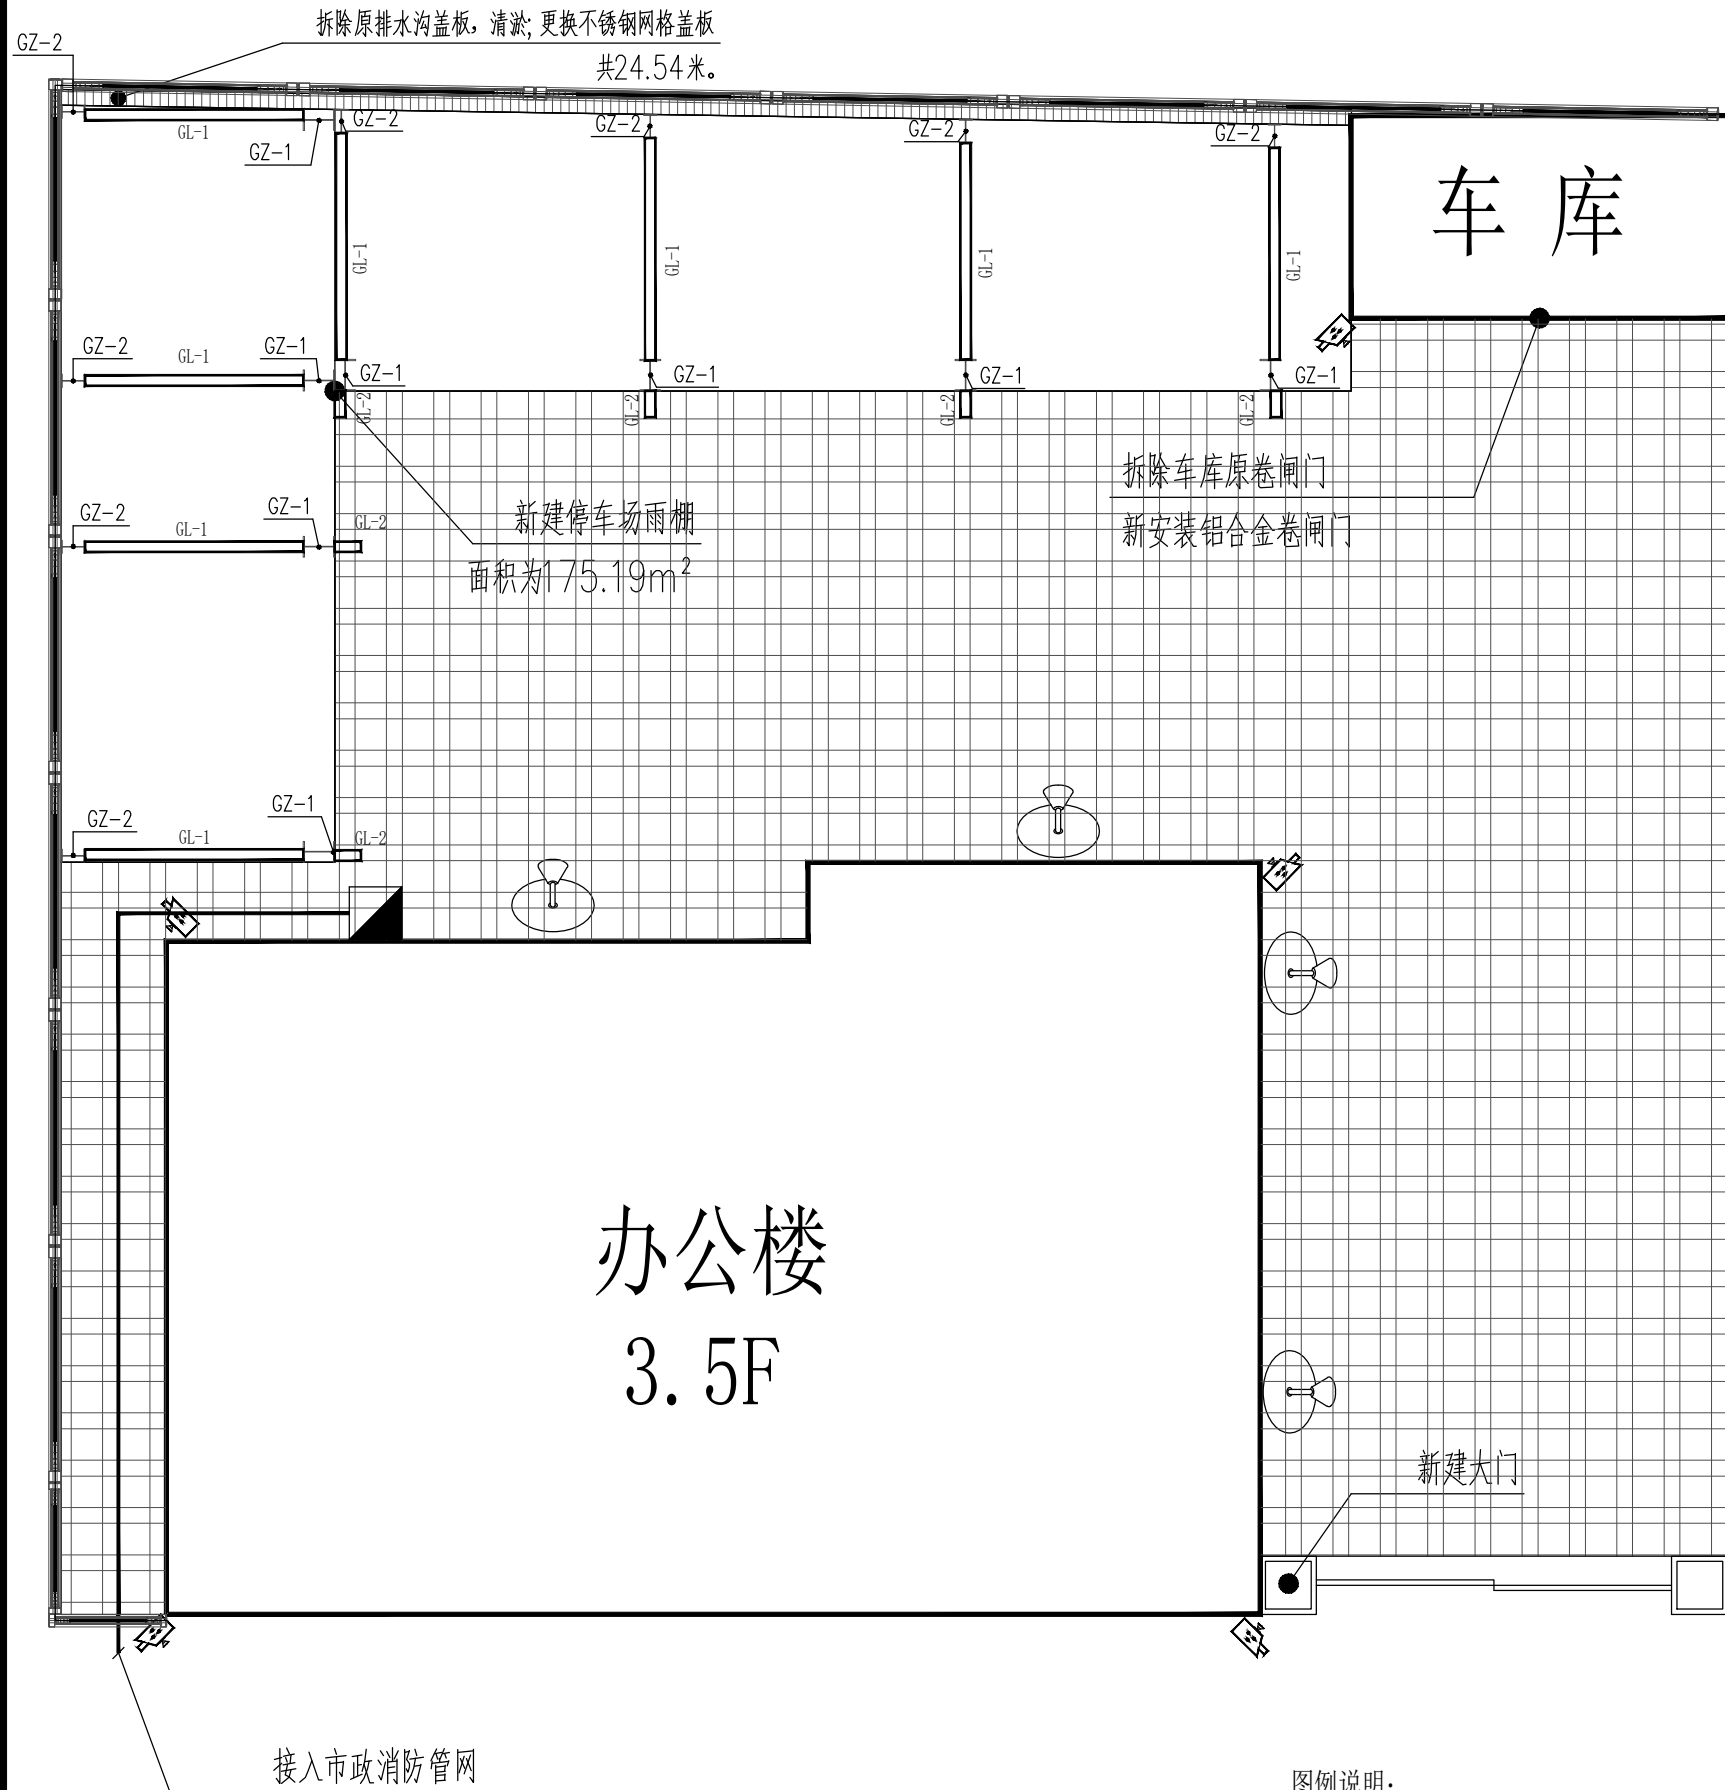 拆除原排水沟盖板，清淤；更换不锈钢网格盖板
共24.54米。
GZ-2
GL-1
GZ-1
GZ-2
GZ-2
GZ-2
GZ-2
车 库
GL-1
GL-1
GL-1
GL-1
GZ-2
GL-1
GZ-1
GZ-1
GZ-1
GZ-1
GZ-1
GL-2
GL-2
GL-2
GL-2
拆除车库原卷闸门
新安装铝合金卷闸门
新建停车场雨棚
面积为175.19m²
GZ-2
GL-1
GZ-1
GL-2
GZ-2
GL-1
GZ-1
GL-2
办公楼
3.5F
新建大门
接入市政消防管网
图例说明：